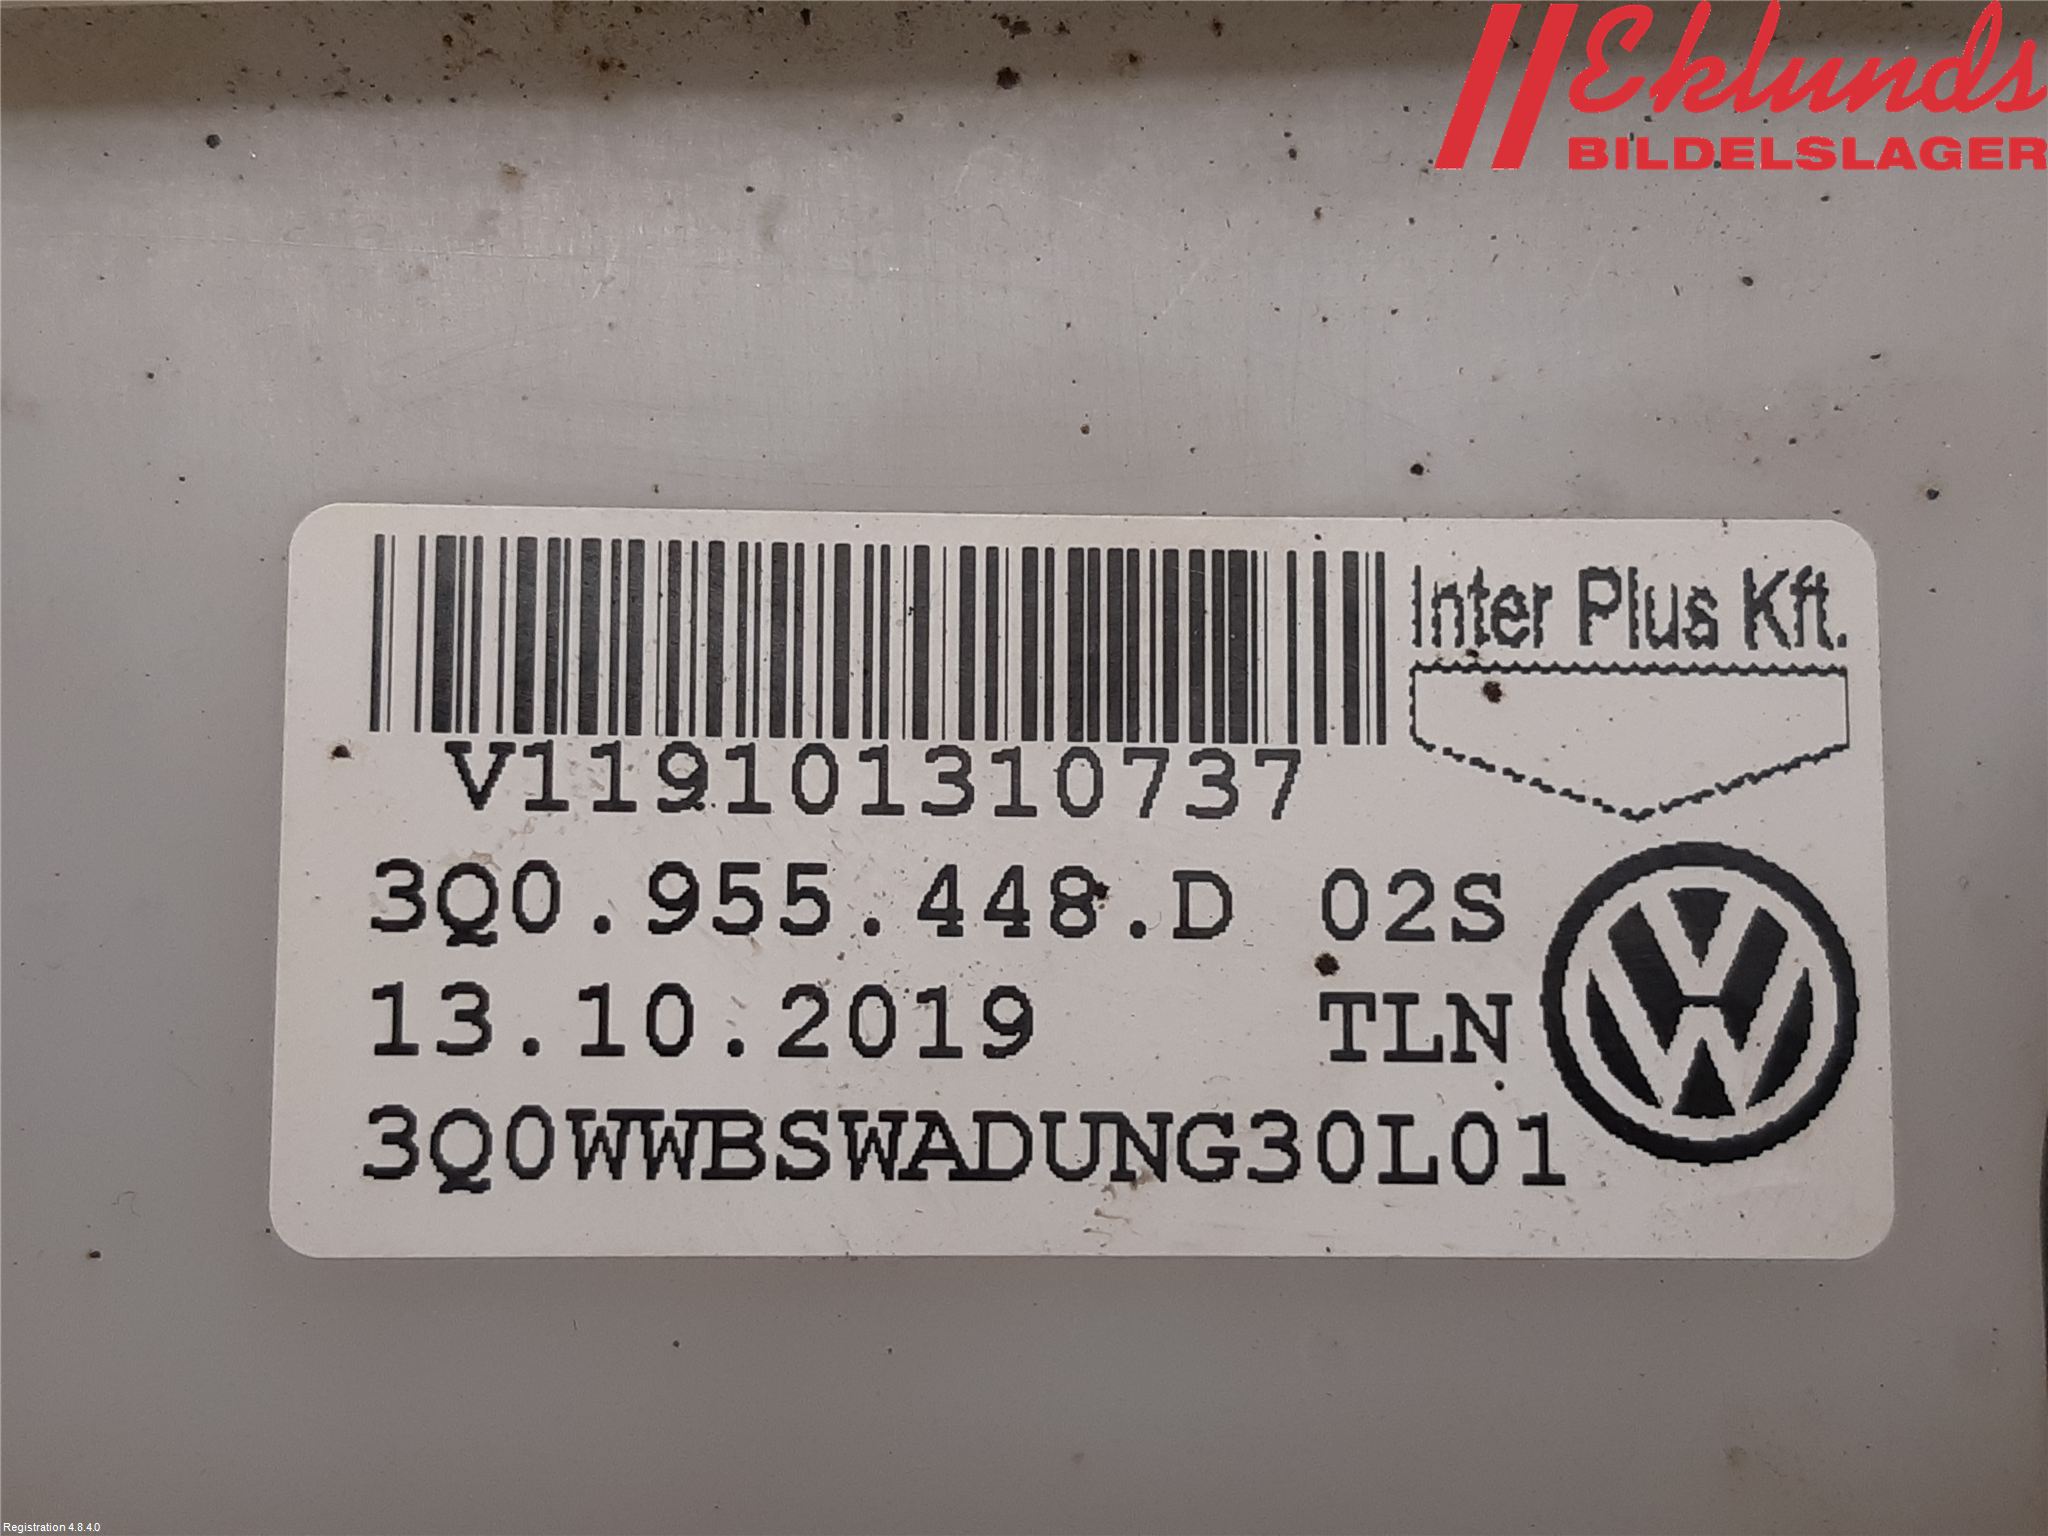 Eklunds
BILDELSLAGER
Inter Plus Kft.
V119101310737
3Q0.955.448.D 02S
13.10.2019 TLN
3Q0WWBSWADUNG30L01
Registration 4.8.4.0